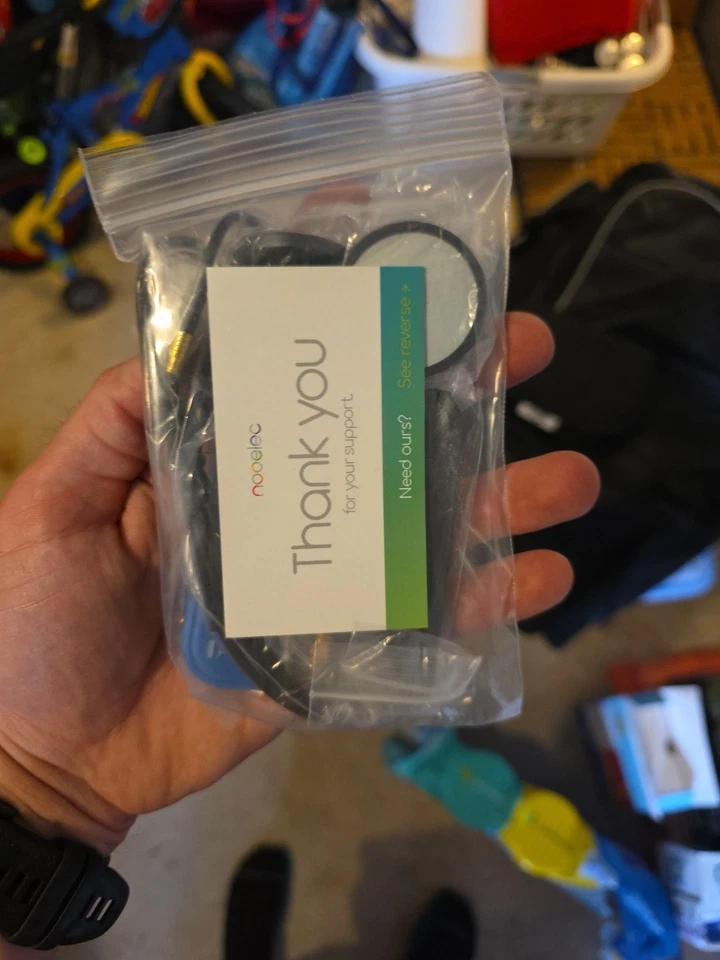 nooelec
Thank you
for your support.
Need ours? See reverse →